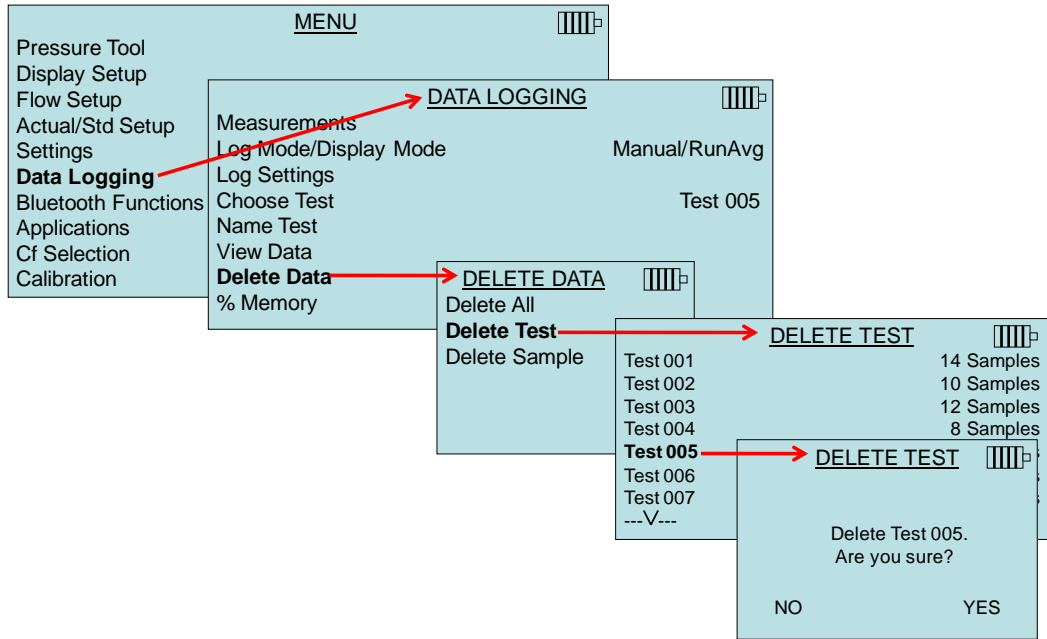 MENU
Pressure Tool
Display Setup
Flow Setup
Actual/Std Setup
Settings
Data Logging
Bluetooth Functions
Applications
Cf Selection
Calibration
DATA LOGGING
Measurements
Log Mode/Display Mode Manual/RunAvg
Log Settings
Choose Test Test 005
Name Test
View Data
Delete Data
% Memory
DELETE DATA
Delete All
Delete Test
Delete Sample
DELETE TEST
Test 001 14 Samples
Test 002 10 Samples
Test 003 12 Samples
Test 004 8 Samples
Test 005
Test 006
Test 007
---V---
DELETE TEST
Delete Test 005.
Are you sure?
NO YES